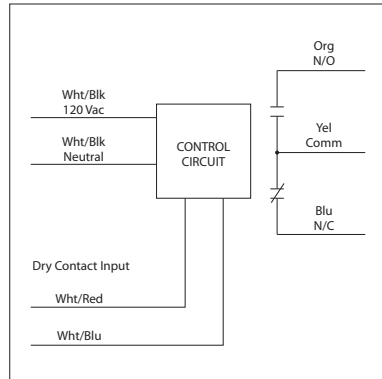 Org
N/O
Wht/Blk
120 Vac
Yel
Comm
Wht/Blk
Neutral
CONTROL
CIRCUIT
Blu
N/C
Dry Contact Input
Wht/Red
Wht/Blu